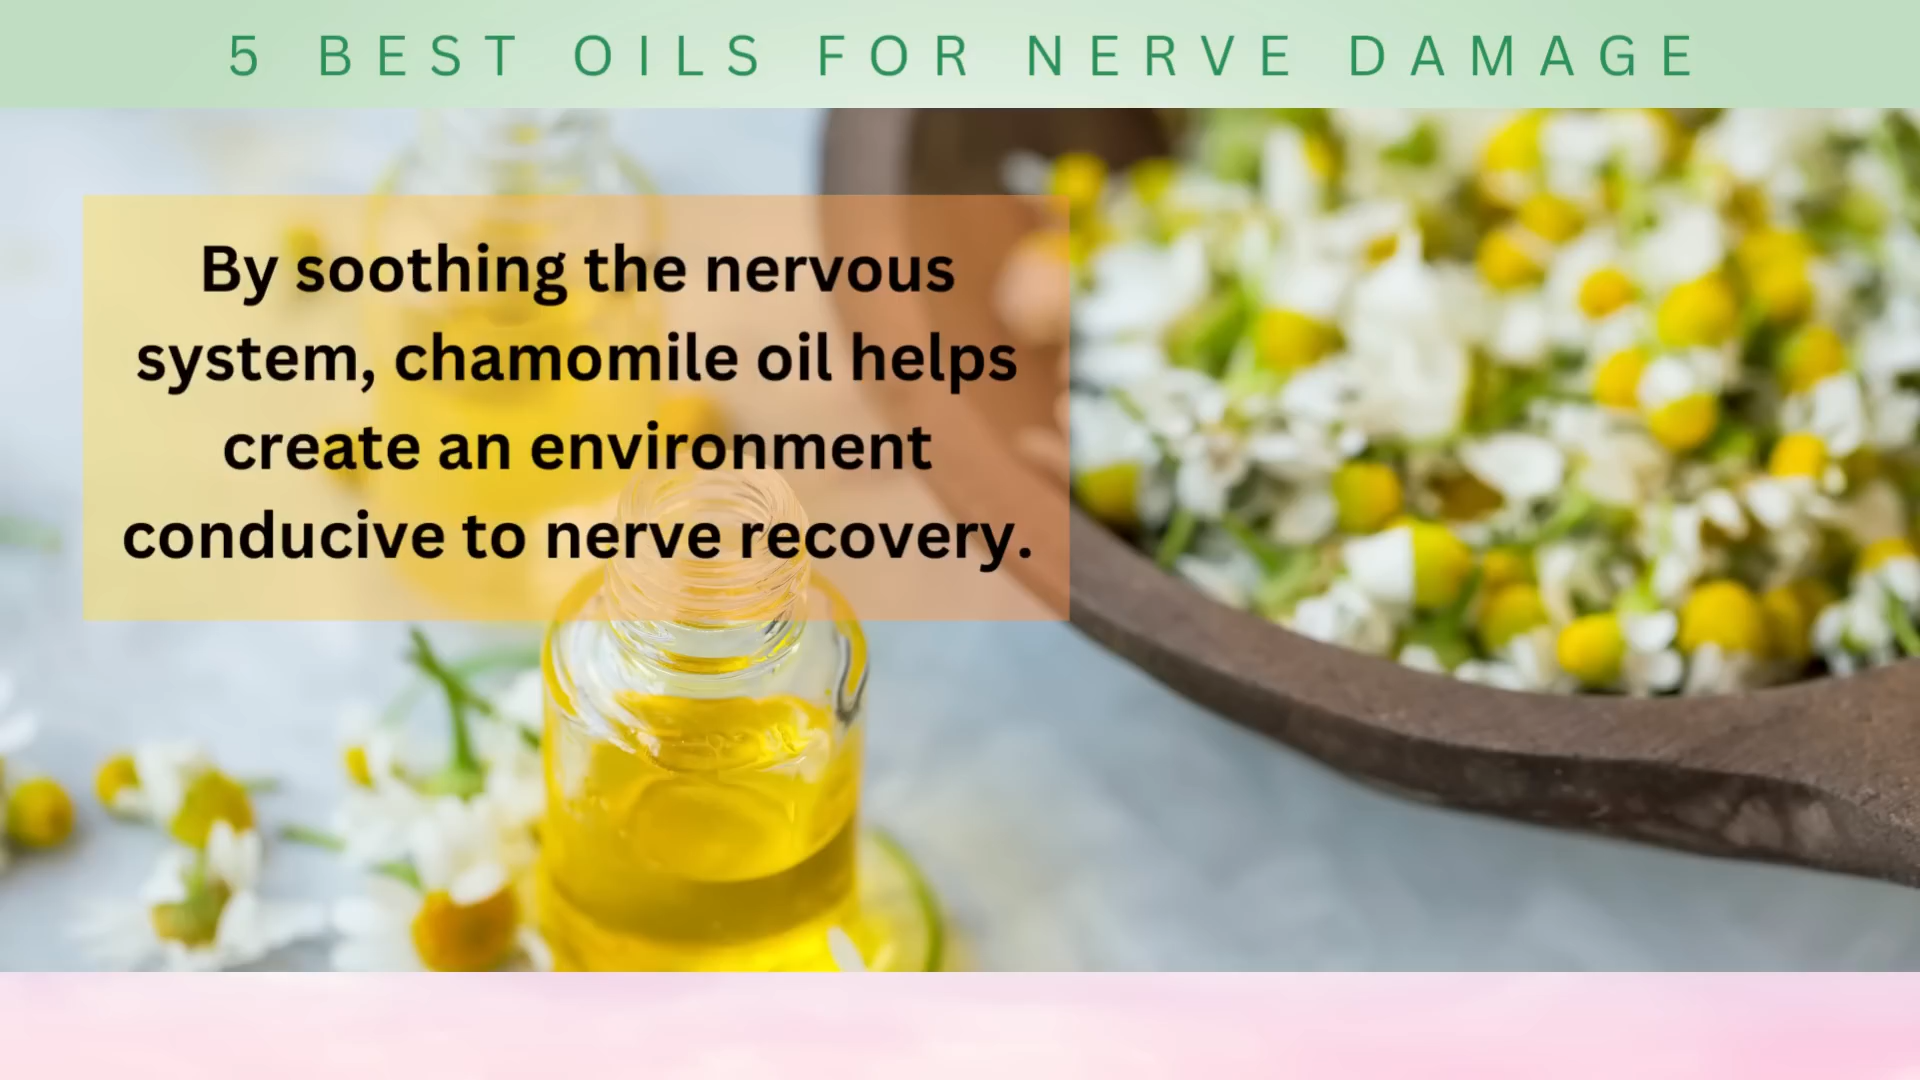 5 BEST OILS FOR NERVE DAMAGE
By soothing the nervous
system, chamomile oil helps
create an environment
conducive to nerve recovery.